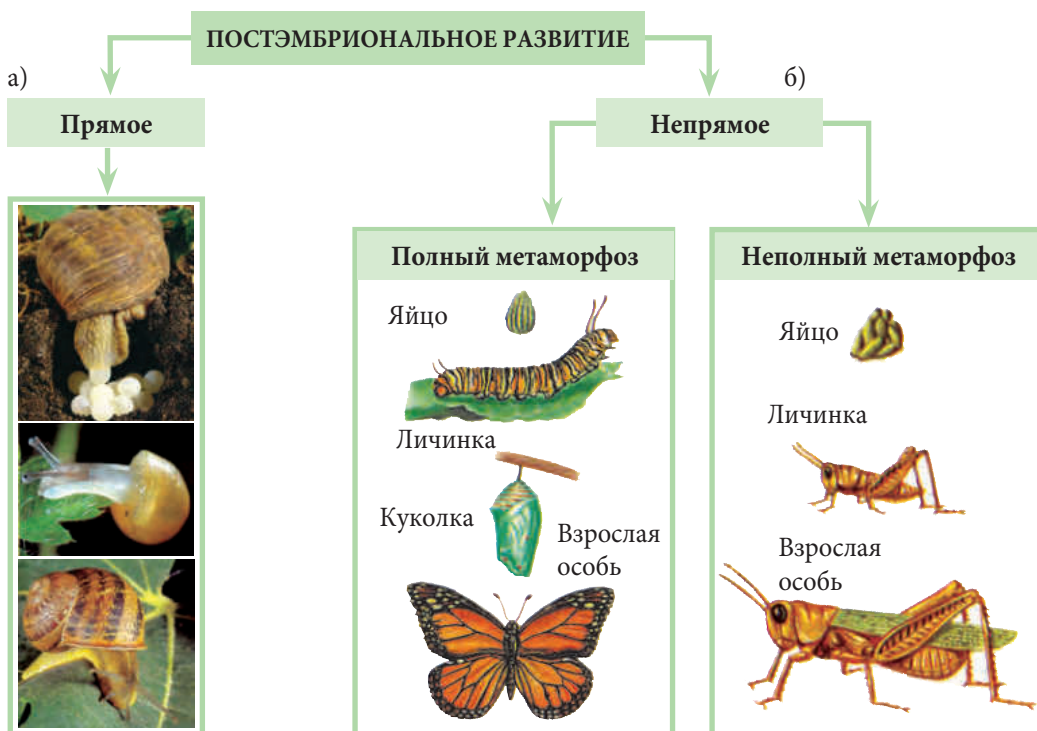 ПОСТЭМБРИОНАЛЬНОЕ РАЗВИТИЕ
а)
Прямое
б)
Непрямое
Полный метаморфоз
Яйцо
Личинка
Куколка
Взрослая
особь
Неполный метаморфоз
Яйцо
Личинка
Взрослая
особь